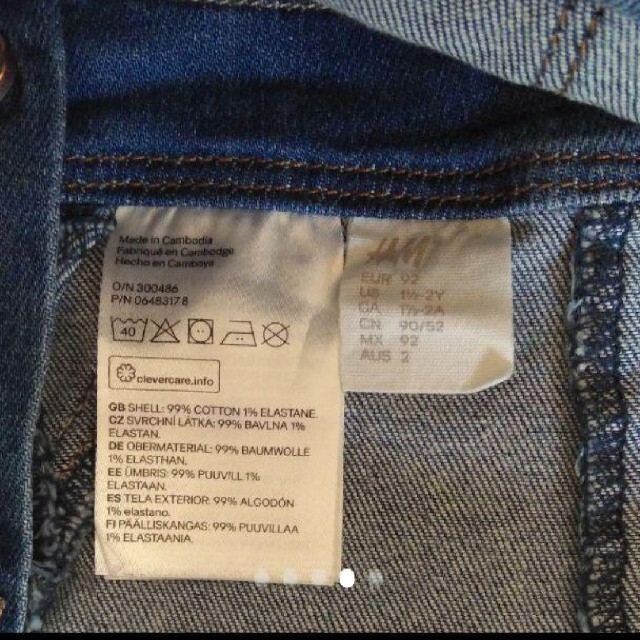 Made in Cambodia
Fabriqué en Cambodge
Hecho en Camboya
O/N 300486
P/N 06483178
40
clevercare.info
GB SHELL: 99% COTTON 1% ELASTANE.
CZ SVRCHNÍ LÁTKA: 99% BAVLNA 1%
ELASTAN.
DE OBERMATERIAL: 99% BAUMWOLLE
1% ELASTHAN.
EE ÜMBRIS: 99% PUUVILL 1%
ELASTAAN.
ES TELA EXTERIOR: 99% ALGODÓN
1% elastano.
FI PÄÄLLISKANGAS: 99% PUUVILLAA
1% ELASTAANIA.
H&M
EUR 92
US 1½-2Y
CA 1½-2A
CN 90/52
MX 92
AUS 2